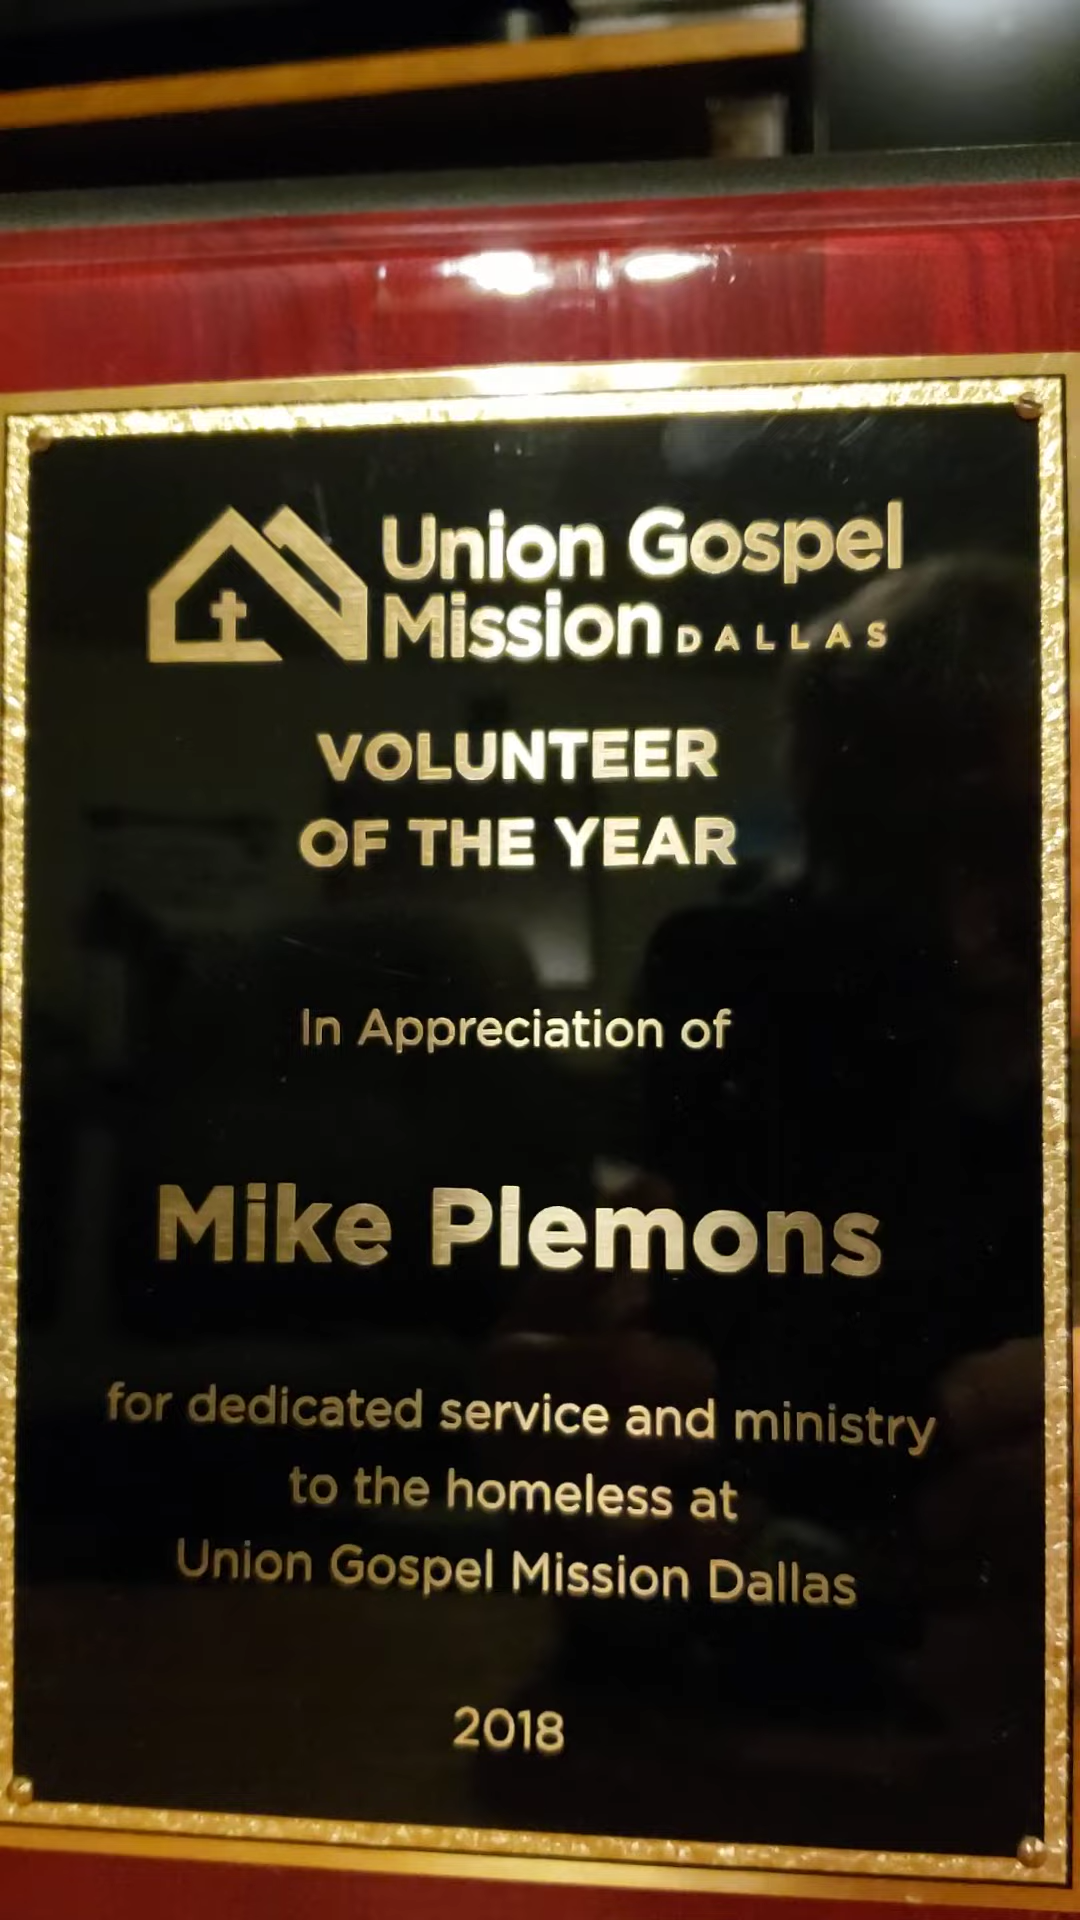 Union Gospel
Mission DALLAS
VOLUNTEER
OF THE YEAR
In Appreciation of
Mike Plemons
for dedicated service and ministry
to the homeless at
Union Gospel Mission Dallas
2018